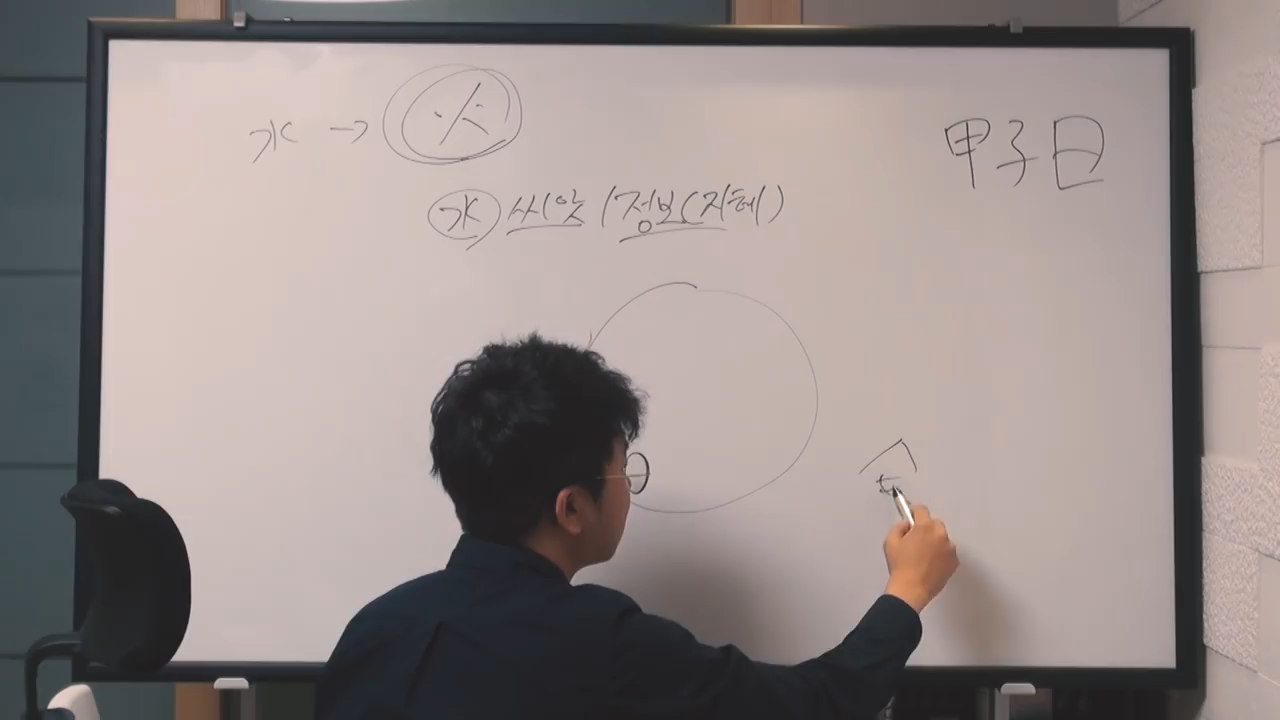 水 → 火
甲子日
水 씨앗 (정보(지혜)